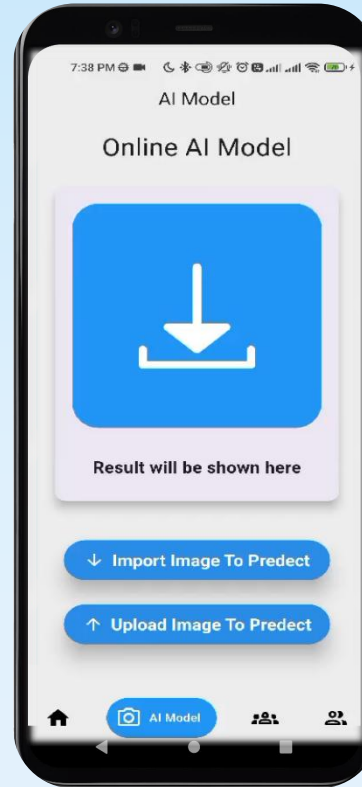 7:38 PM
AI Model
Online AI Model
Result will be shown here
Import Image To Predect
Upload Image To Predect
AI Model